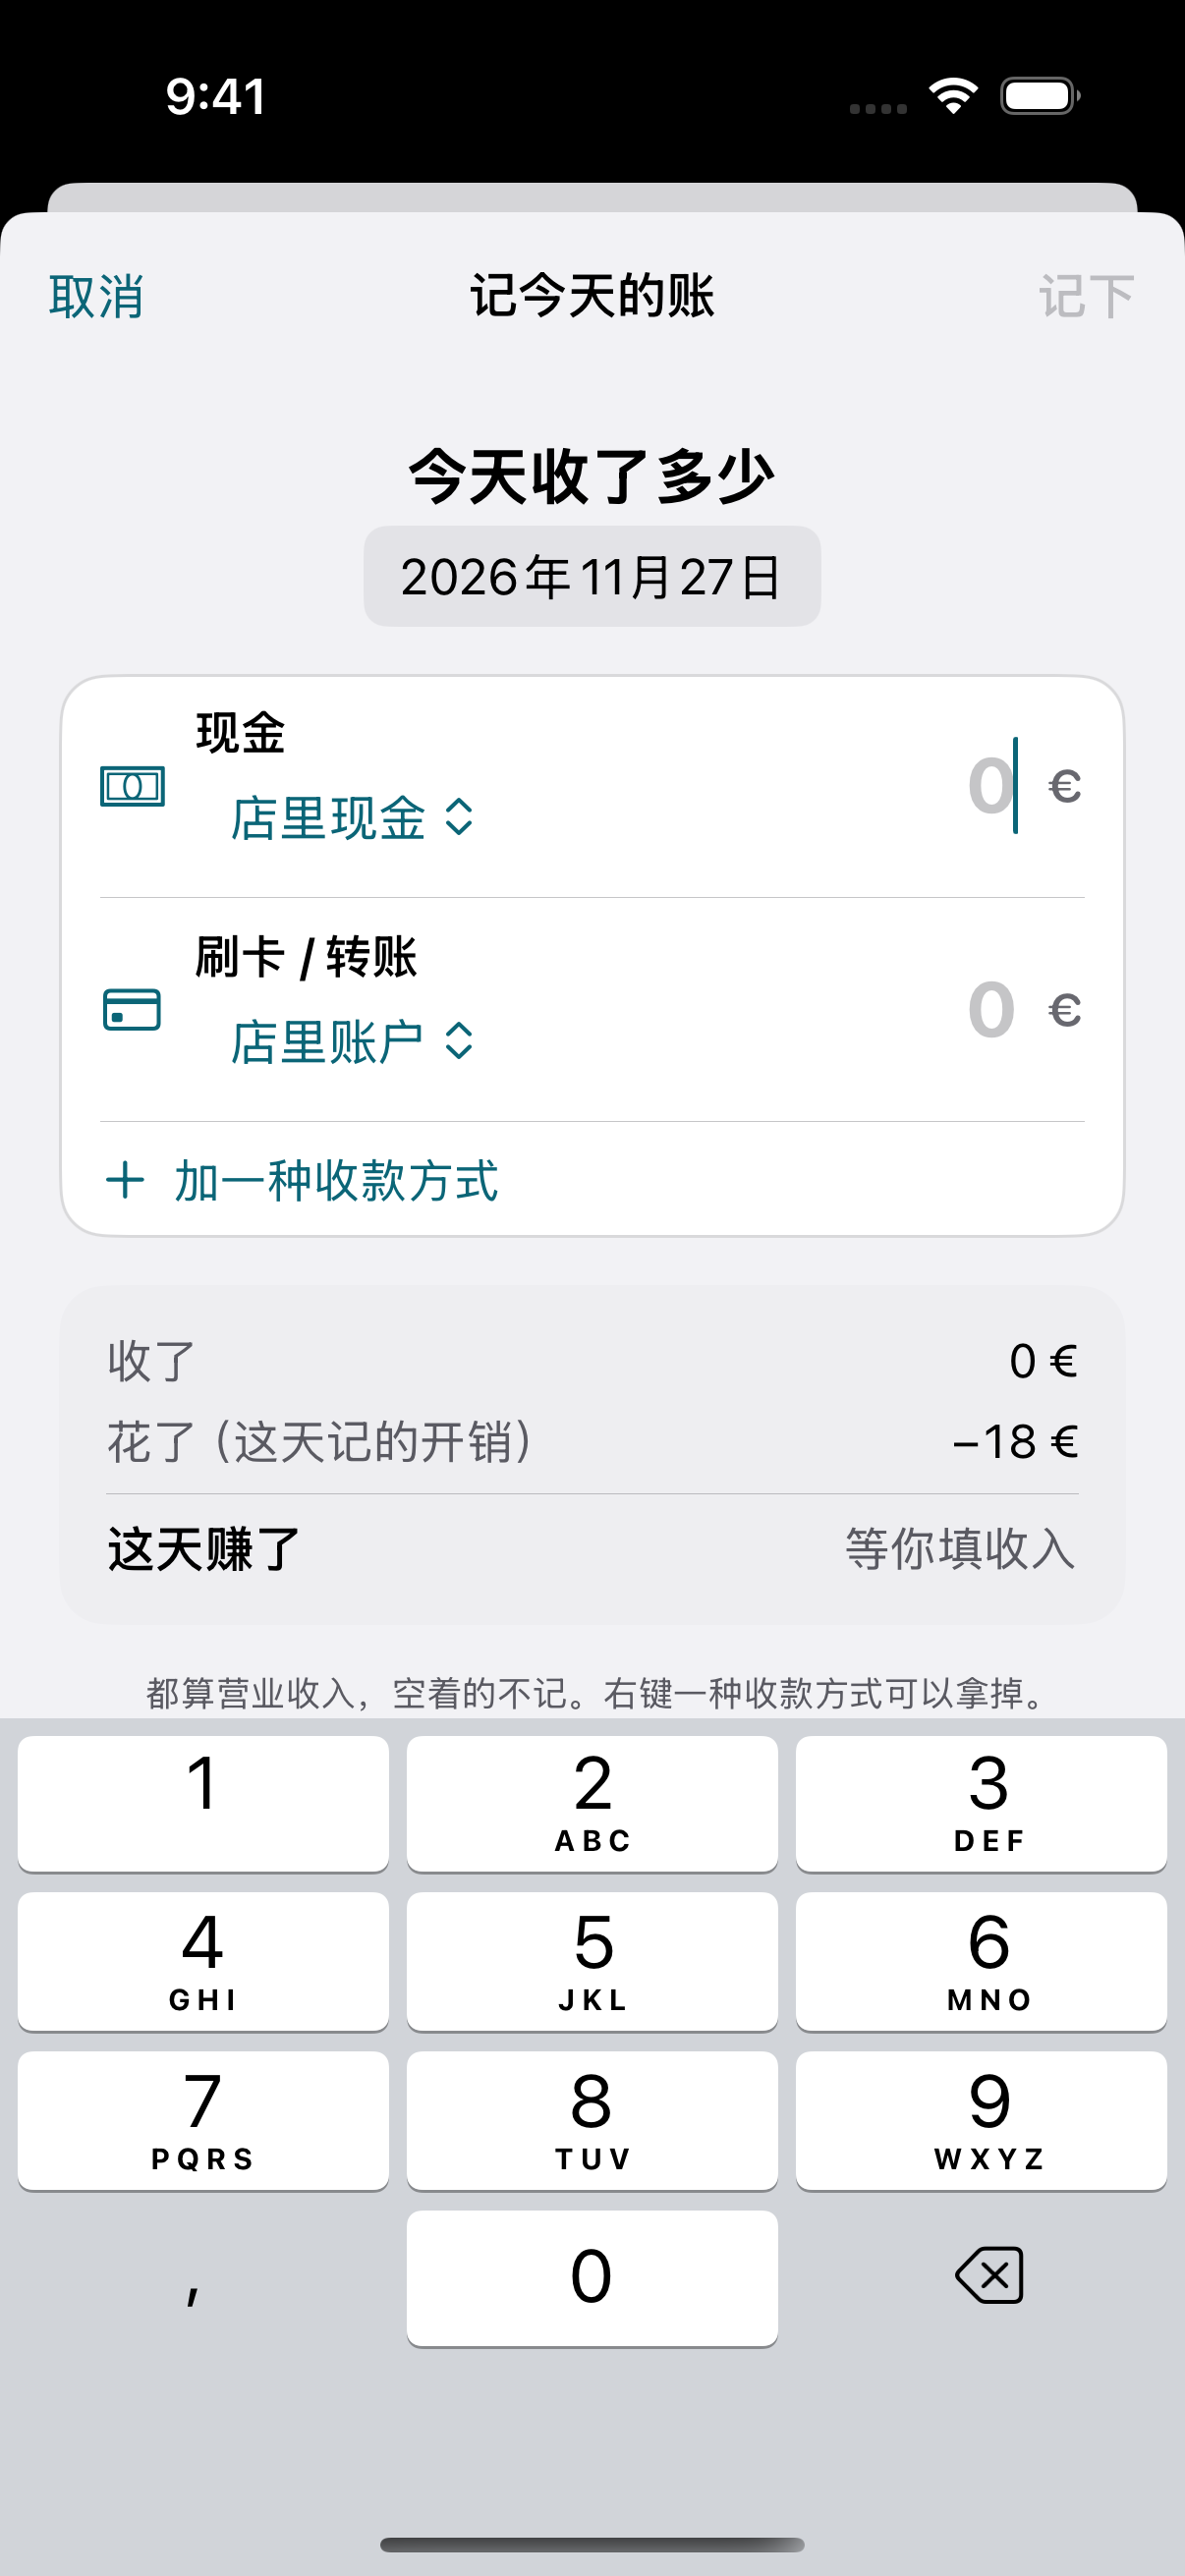 9:41
取消
记今天的账
记下
今天收了多少
2026年11月27日
现金
店里现金
0 €
刷卡 / 转账
店里账户
0 €
加一种收款方式
收了
0 €
花了（这天记的开销）
−18 €
这天赚了
等你填收入
都算营业收入，空着的不记。右键一种收款方式可以拿掉。
1
2
ABC
3
DEF
4
GHI
5
JKL
6
MNO
7
PQRS
8
TUV
9
WXYZ
,
0